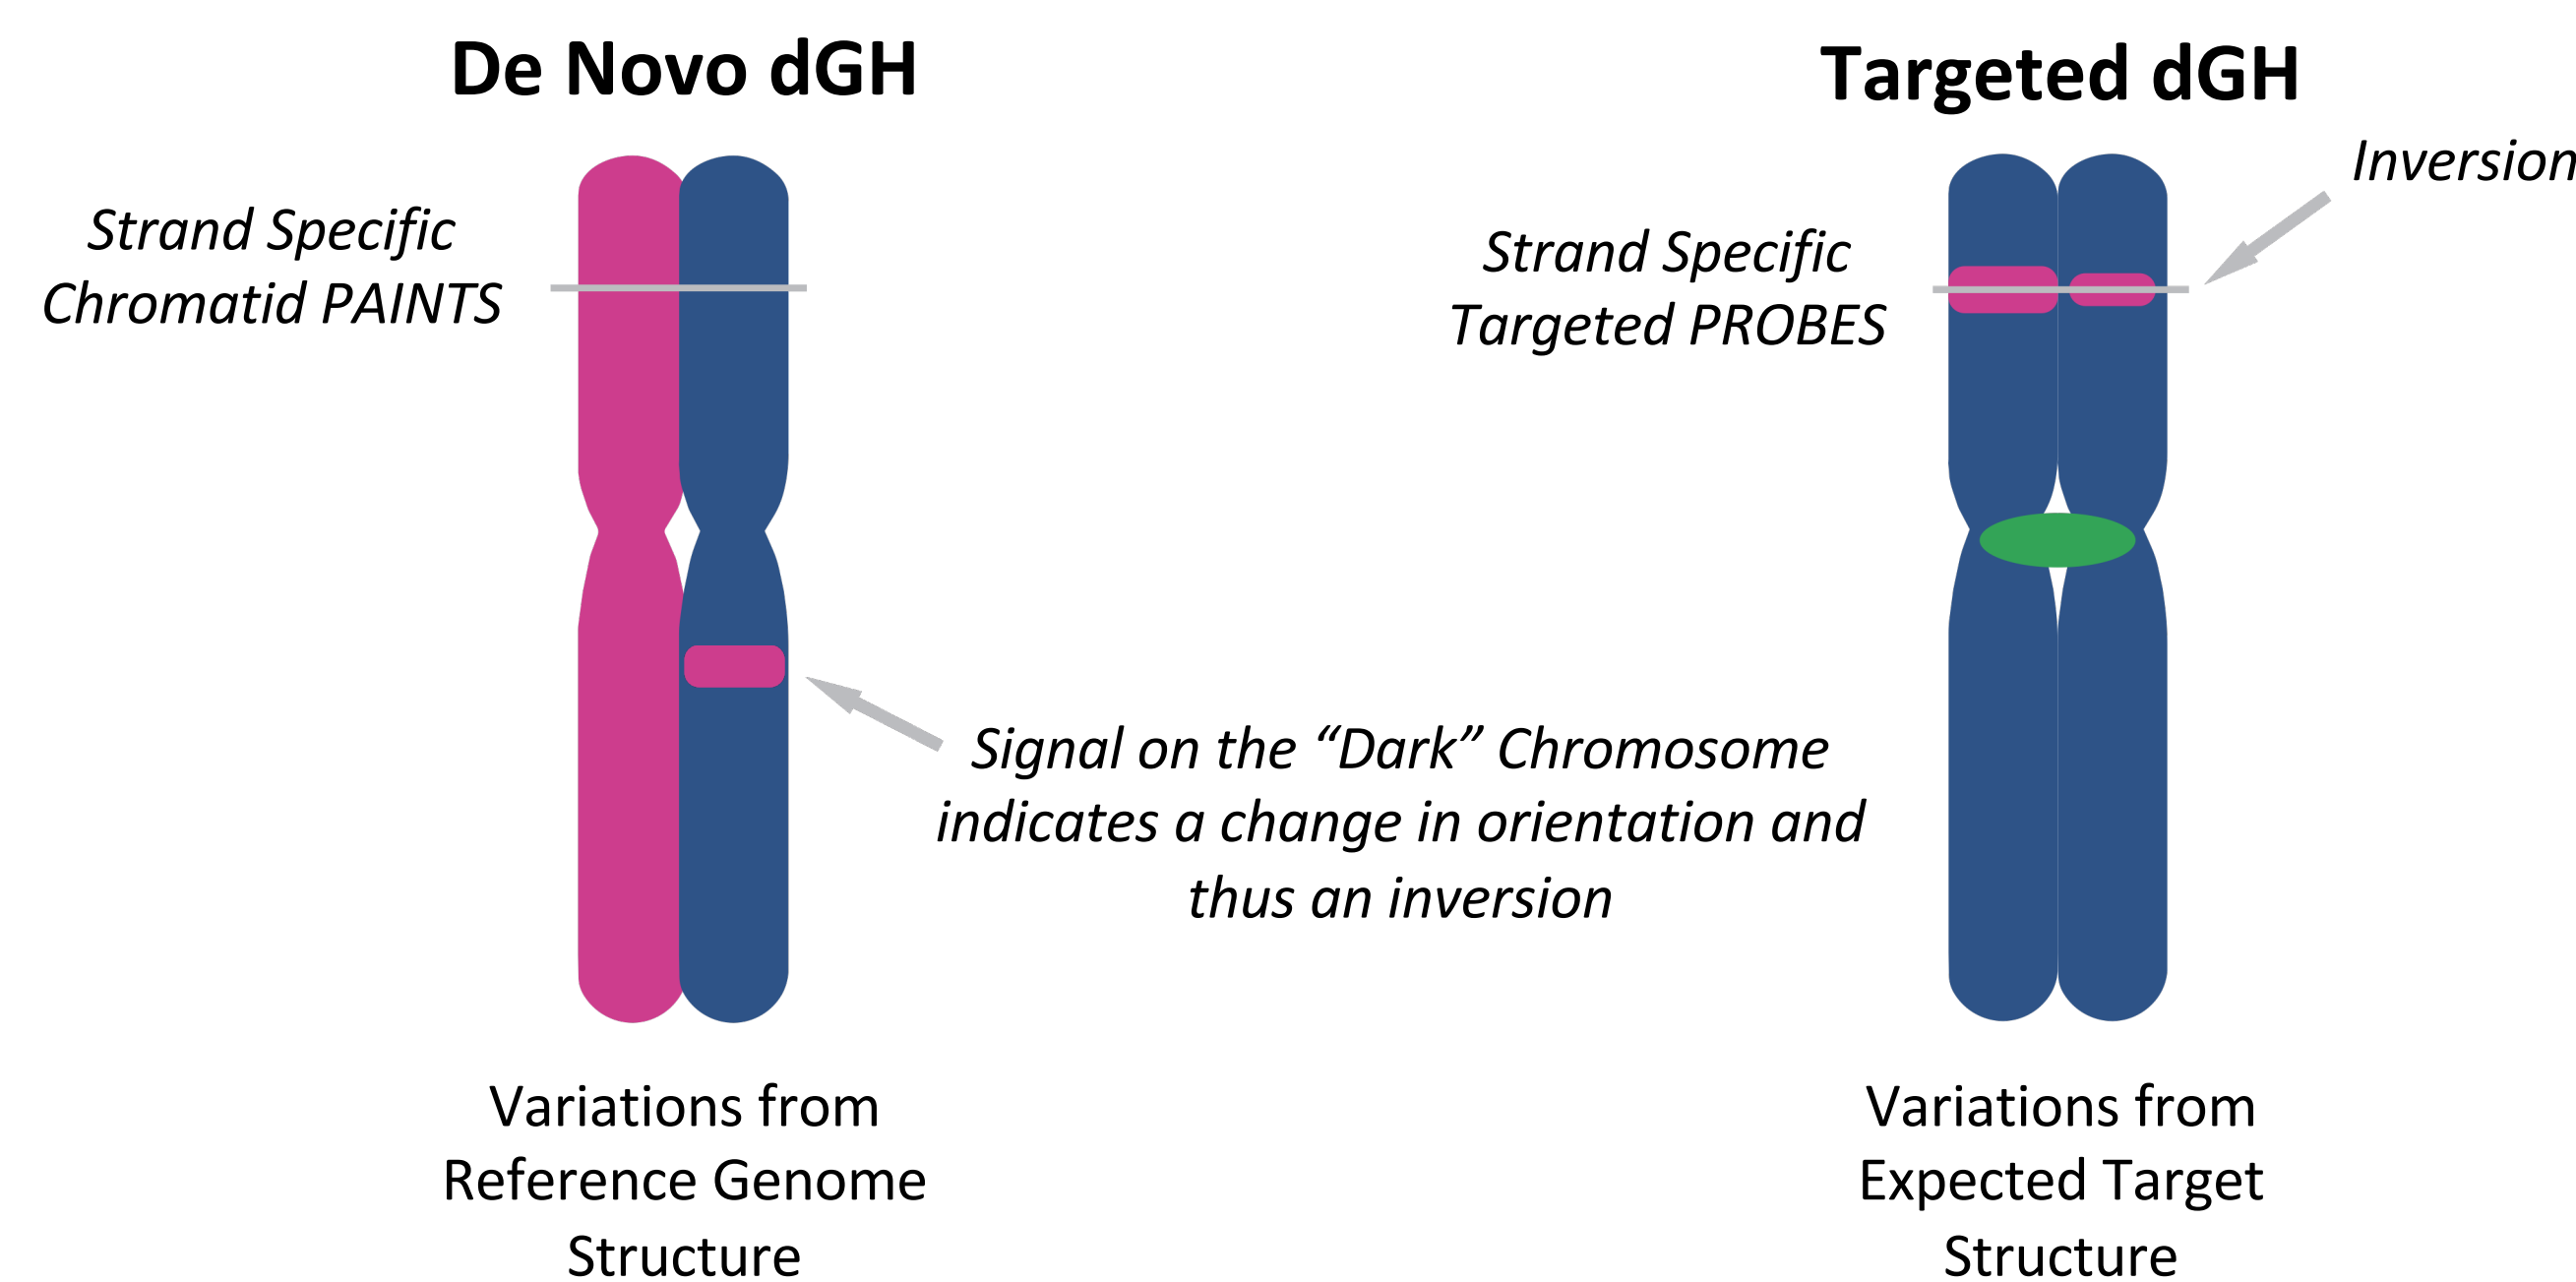 De Novo dGH
Strand Specific
Chromatid PAINTS
Signal on the “Dark” Chromosome
indicates a change in orientation and
thus an inversion
Variations from
Reference Genome
Structure
Targeted dGH
Inversion
Strand Specific
Targeted PROBES
Variations from
Expected Target
Structure